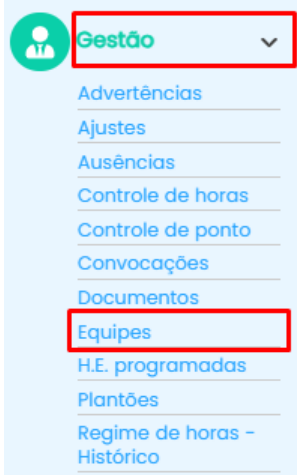 Gestão
Advertências
Ajustes
Ausências
Controle de horas
Controle de ponto
Convocações
Documentos
Equipes
H.E. programadas
Plantões
Regime de horas -
Histórico